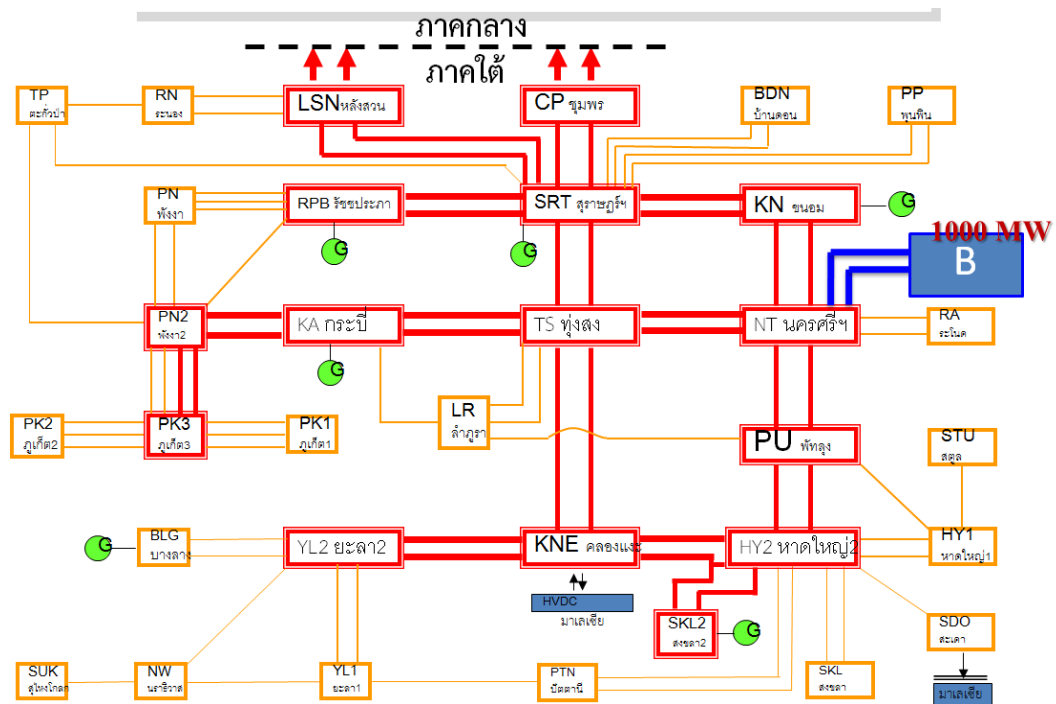 ภาคกลาง
ภาคใต้
TP
ตะกั่วป่า
RN
ระนอง
LSNหลังสวน
CP ชุมพร
BDN
บ้านดอน
PP
พุนพิน
PN
พังงา
RPB รัชชประภา
SRT สุราษฎร์ฯ
KN ขนอม
G
G
G
1000 MW
B
PN2
พังงา2
KA กระบี่
TS ทุ่งสง
NT นครศรีฯ
RA
ระโนด
G
PK2
ภูเก็ต2
PK3
ภูเก็ต3
PK1
ภูเก็ต1
LR
ลำภูรา
PU พัทลุง
STU
สตูล
G
BLG
บางลาง
YL2 ยะลา2
KNE คลองแงะ
HY2 หาดใหญ่2
HY1
หาดใหญ่1
HVDC
มาเลเซีย
SKL2
สงขลา2
G
SDO
สะเดา
SUK
สุไหงโกลก
NW
นราธิวาส
YL1
ยะลา1
PTN
ปัตตานี
SKL
สงขลา
มาเลเซีย